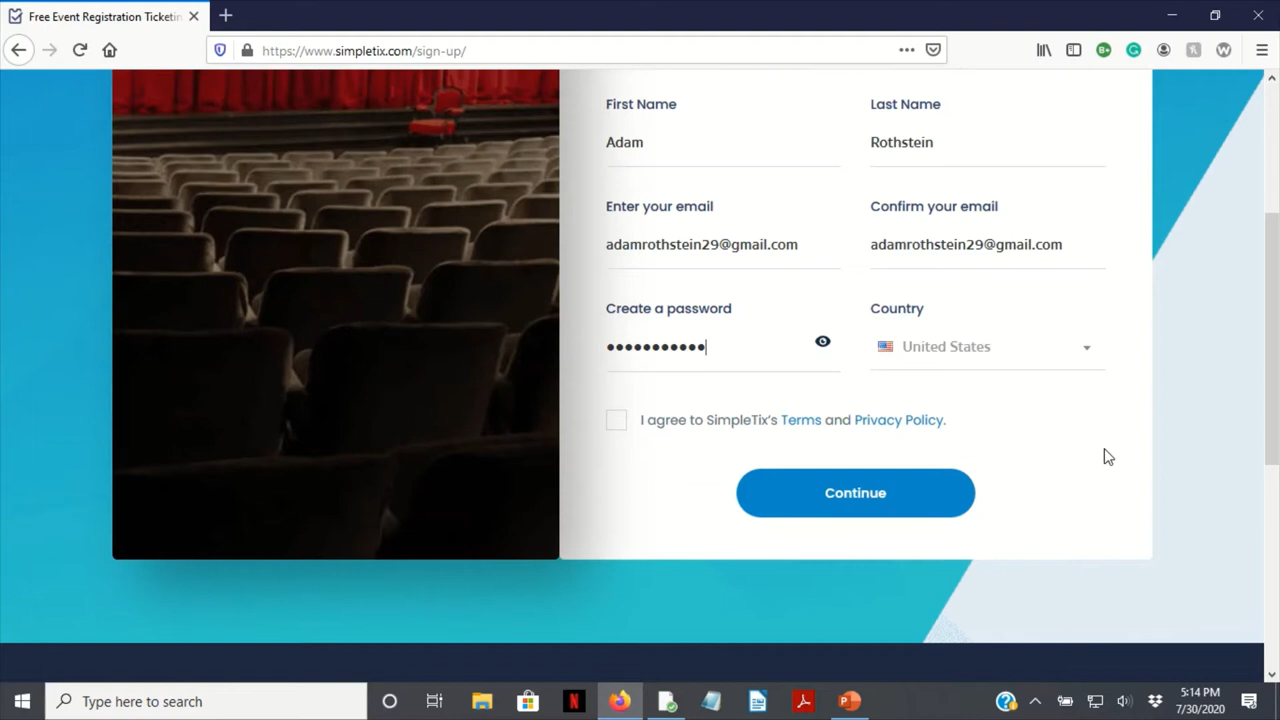 Free Event Registration Ticketin
https://www.simpletix.com/sign-up/
First Name
Last Name
Adam
Rothstein
Enter your email
Confirm your email
adamrothstein29@gmail.com
adamrothstein29@gmail.com
Create a password
Country
United States
I agree to SimpleTix's Terms and Privacy Policy.
Continue
Type here to search
5:14 PM
7/30/2020